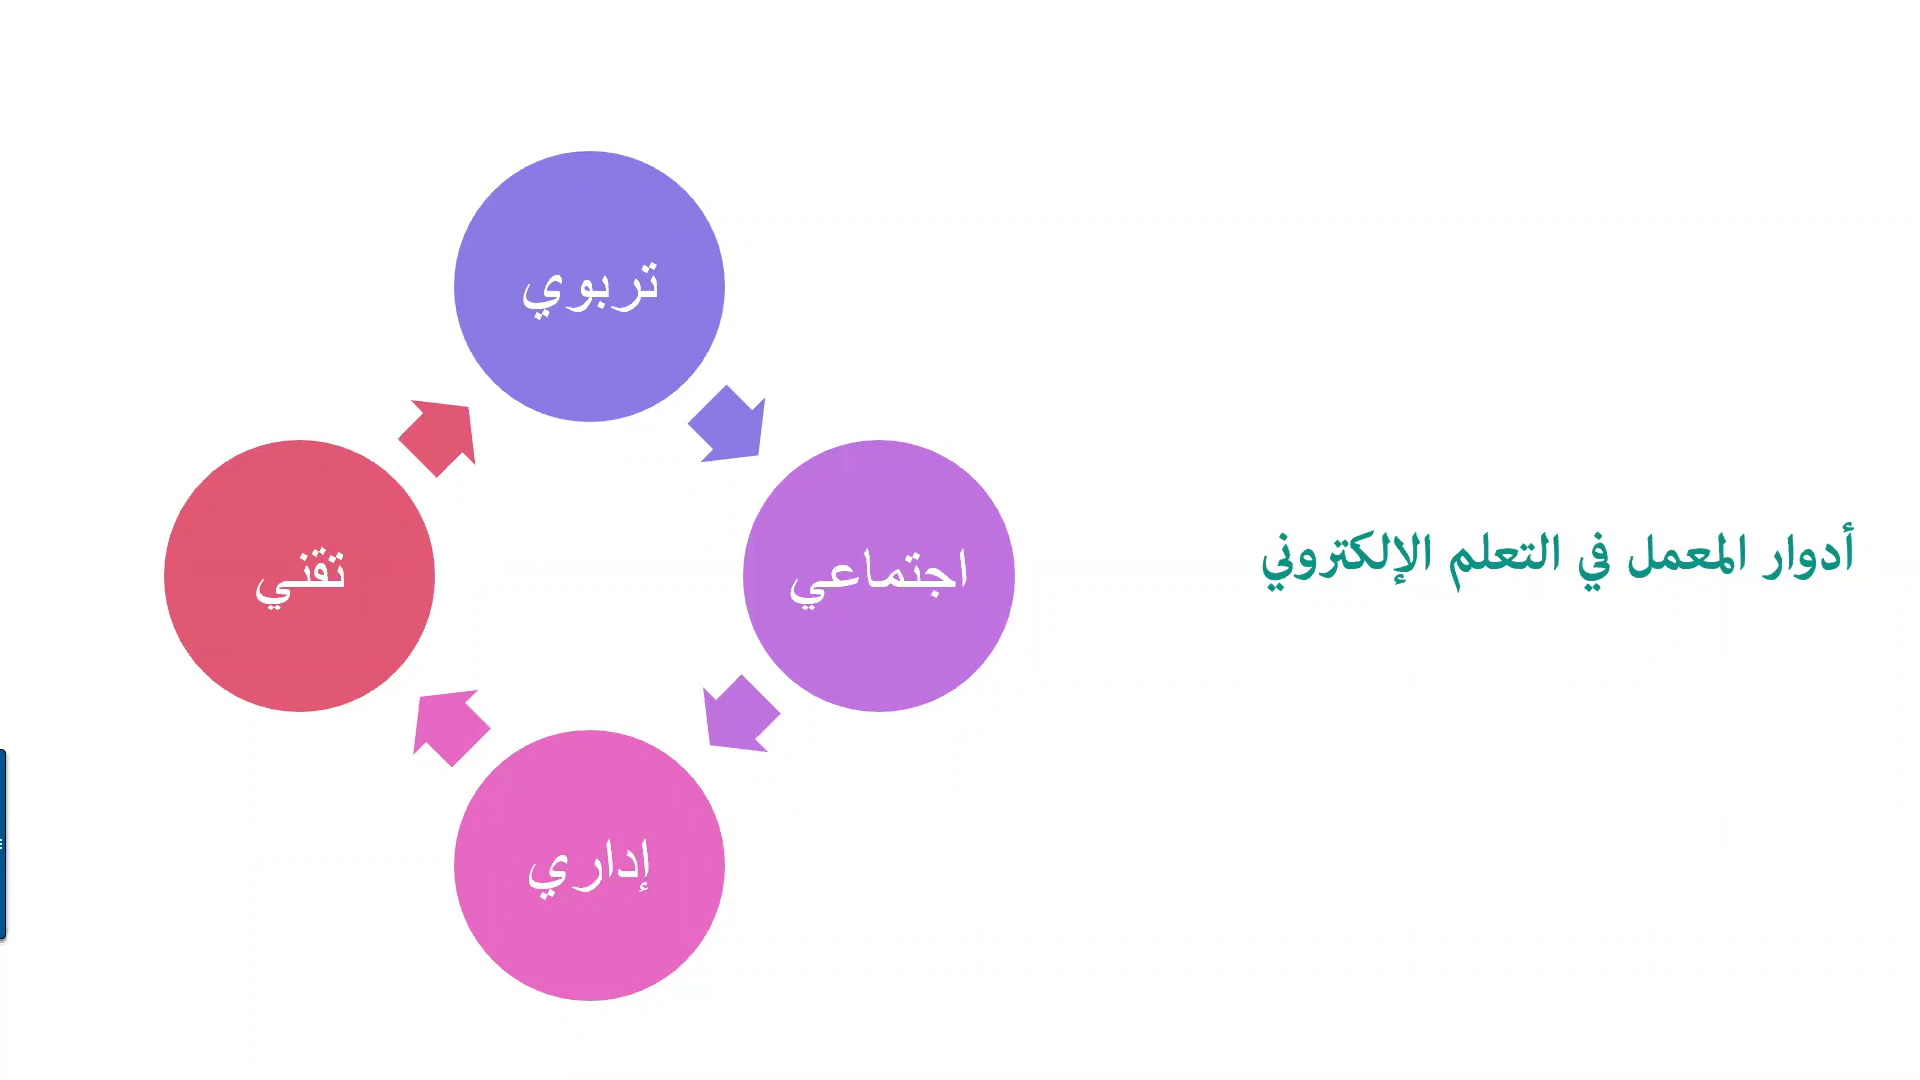 أدوار المعمل في التعلم الإلكتروني
تربوي
اجتماعي
إداري
تقني